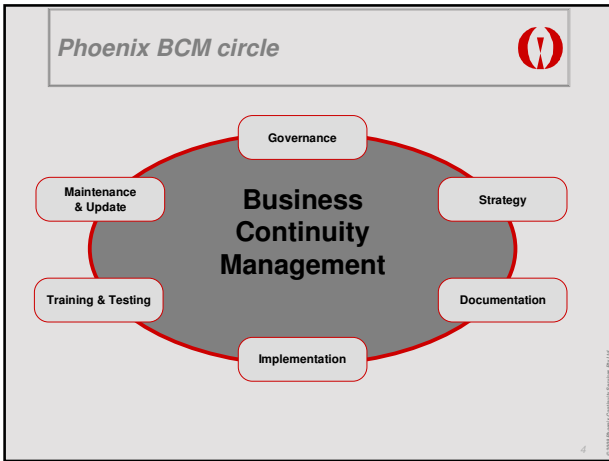 Phoenix BCM circle
Governance
Maintenance
& Update
Business
Continuity
Management
Strategy
Training & Testing
Documentation
Implementation
4